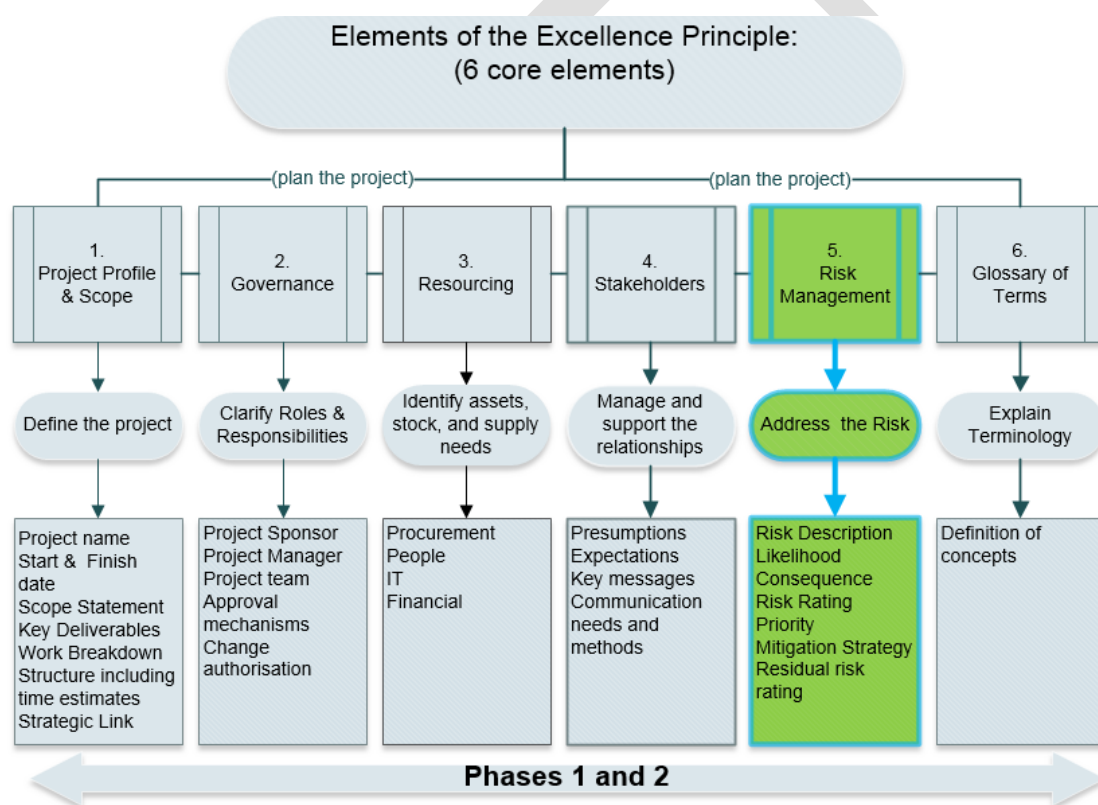 Elements of the Excellence Principle:
(6 core elements)
(plan the project)
(plan the project)
1.
Project Profile
& Scope
2.
Governance
3.
Resourcing
4.
Stakeholders
5.
Risk
Management
6.
Glossary of
Terms
Define the project
Clarify Roles &
Responsibilities
Identify assets,
stock, and supply
needs
Manage and
support the
relationships
Address the Risk
Explain
Terminology
Project name
Start & Finish
date
Scope Statement
Key Deliverables
Work Breakdown
Structure including
time estimates
Strategic Link
Project Sponsor
Project Manager
Project team
Approval
mechanisms
Change
authorisation
Procurement
People
IT
Financial
Presumptions
Expectations
Key messages
Communication
needs and
methods
Risk Description
Likelihood
Consequence
Risk Rating
Priority
Mitigation Strategy
Residual risk
rating
Definition of
concepts
Phases 1 and 2